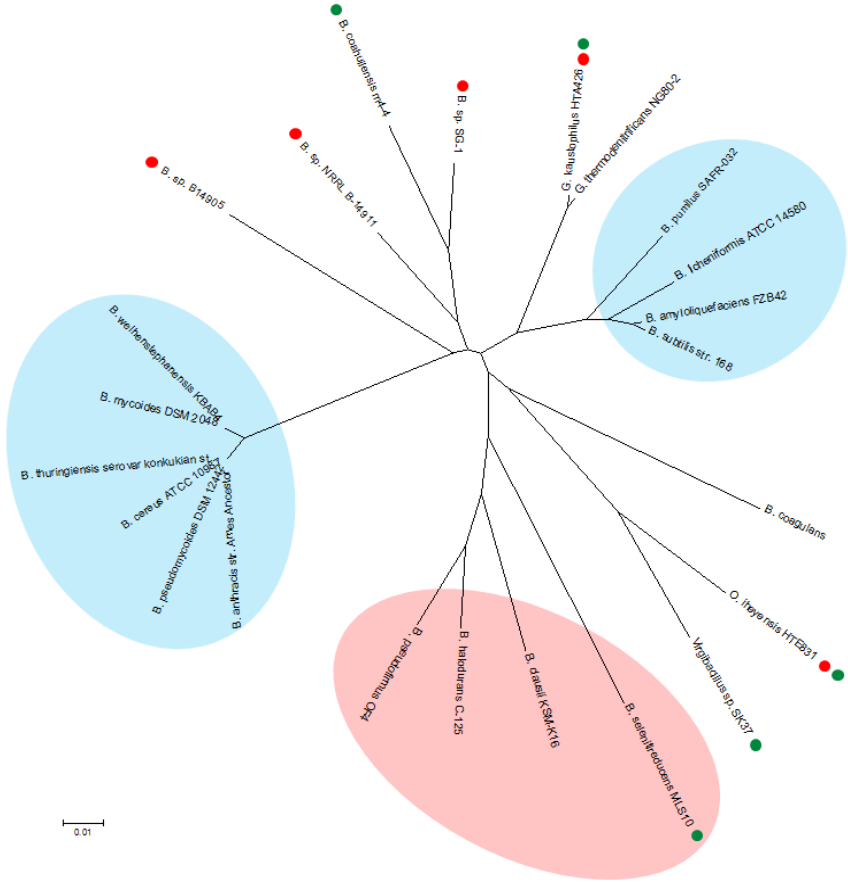 B. coahuilensis m4-4
B. sp. SG-1
G. kaustophilus HTA426
G. thermodenitrificans NG80-2
B. sp. NRRL B-14911
B. sp. B14905
B. pumilus SAFR-032
B. licheniformis ATCC 14580
B. amyloliquefaciens FZB42
B. subtilis str. 168
B. weihenstephanensis KBAB4
B. mycoides DSM 2048
B. thuringiensis serovar konkukian st
B. cereus ATCC 10987
B. pseudomycoides DSM 12442
B. anthracis str. Ames Ancestor
B. coagulans
O. iheyensis HTE831
Virgibacillus sp. SK37
B. selenitireducens MLS10
B. clausii KSM-K16
B. halodurans C-125
B. pseudofirmus OF4
0.01